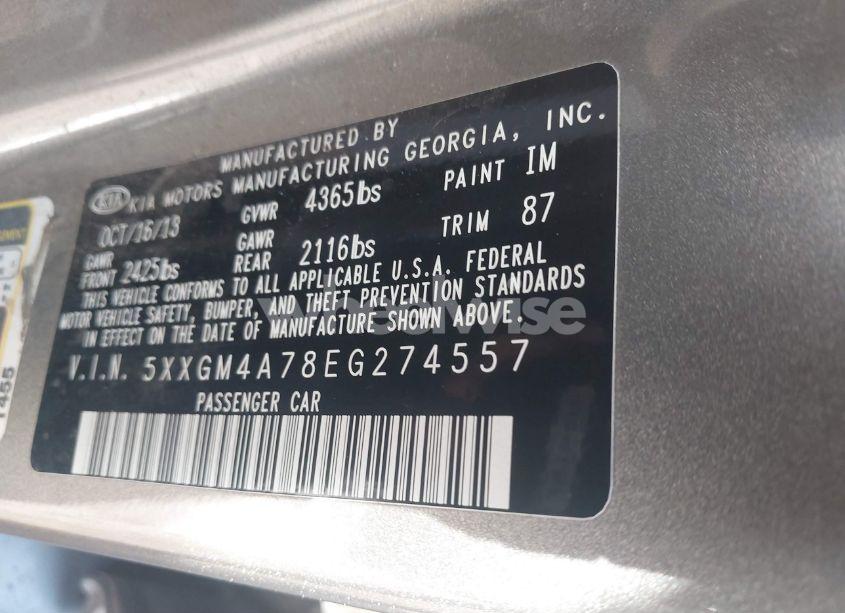 MANUFACTURED BY
KIA KIA MOTORS MANUFACTURING GEORGIA, INC.
OCT/16/13 GVWR 4365lbs PAINT IM
GAWR FRONT 2425lbs GAWR REAR 2116lbs TRIM 87
THIS VEHICLE CONFORMS TO ALL APPLICABLE U.S.A. FEDERAL
MOTOR VEHICLE SAFETY, BUMPER, AND THEFT PREVENTION STANDARDS
IN EFFECT ON THE DATE OF MANUFACTURE SHOWN ABOVE.
V.I.N. 5XXGM4A78EG274557
PASSENGER CAR
1455